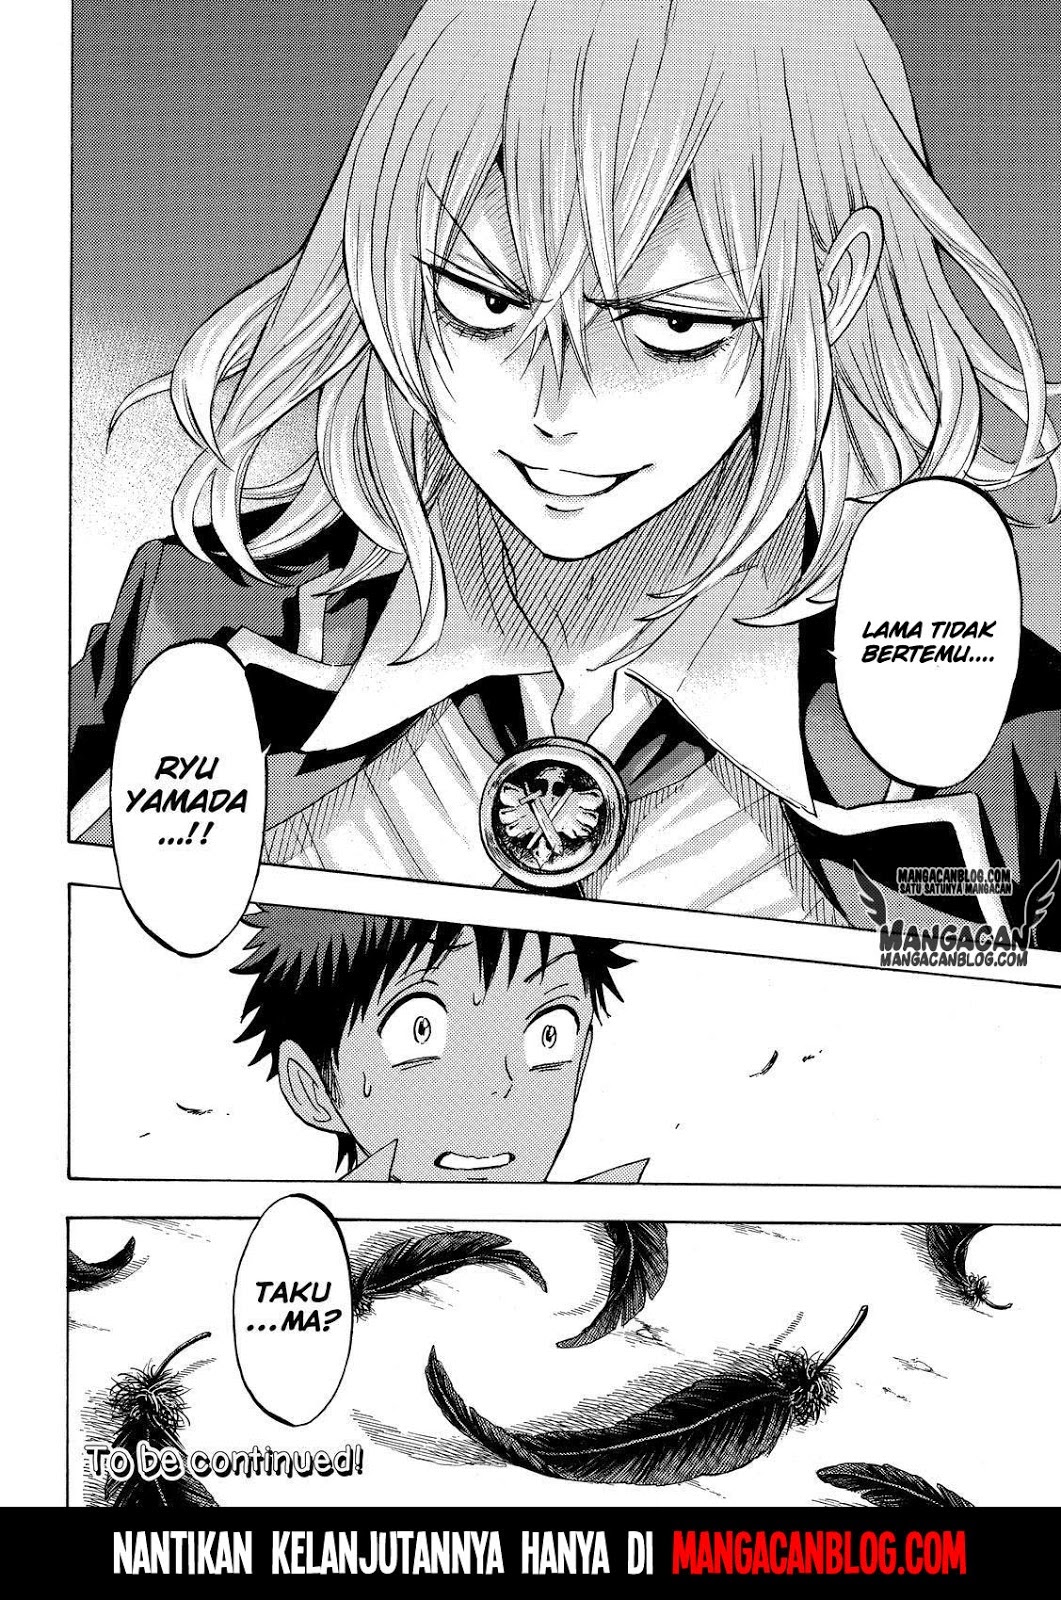 LAMA TIDAK
BERTEMU....
RYU
YAMADA
...!!
MANGACANBLOG.COM
SATU SATUNYA MANGACAN
MANGACAN
MANGACANBLOG.COM
TAKU
...MA?
To be continued!
NANTIKAN KELANJUTANNYA HANYA DI MANGACANBLOG.COM